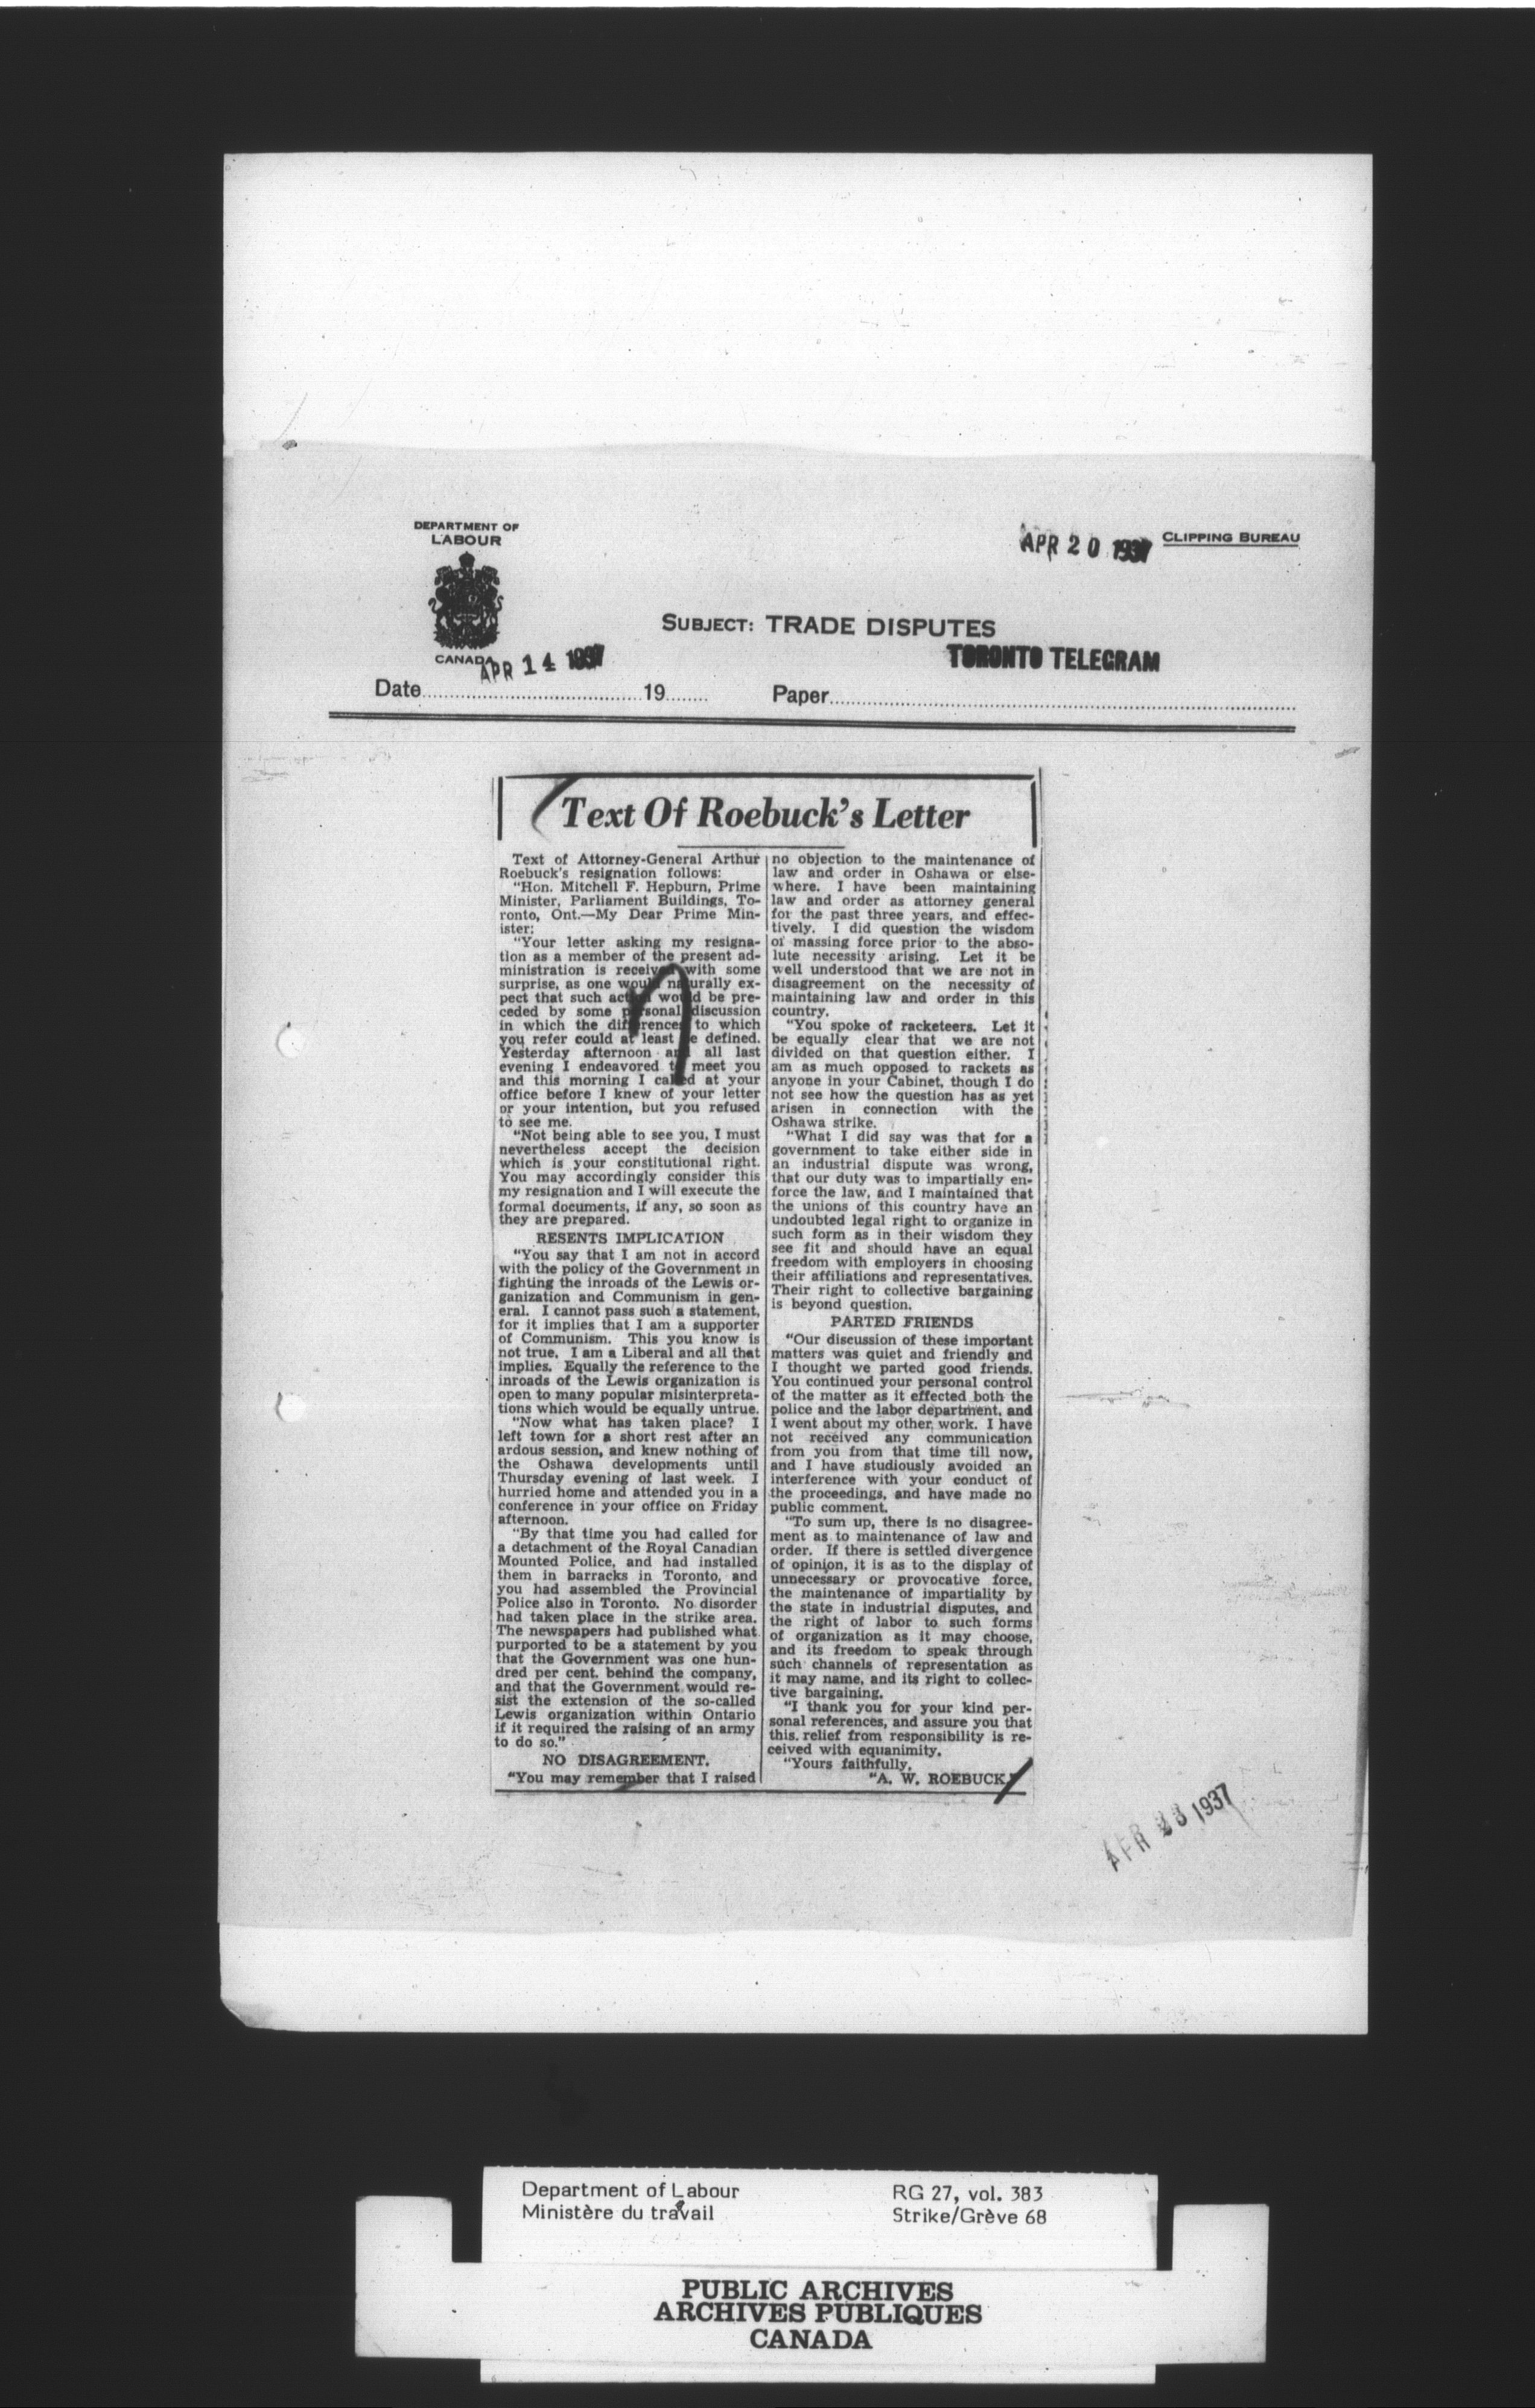 DEPARTMENT OF
LABOUR
CANADA
APR 20 1937
CLIPPING BUREAU
SUBJECT: TRADE DISPUTES
APR 14 1937
TORONTO TELEGRAM
Date 19
Paper
Text Of Roebuck's Letter
Text of Attorney-General Arthur
Roebuck's resignation follows:
"Hon. Mitchell F. Hepburn, Prime
Minister, Parliament Buildings, To-
ronto, Ont.—My Dear Prime Min-
ister:
"Your letter asking my resigna-
tion as a member of the present ad-
ministration is received with some
surprise, as one would naturally ex-
pect that such action would be pre-
ceded by some personal discussion
in which the differences to which
you refer could at least be defined.
Yesterday afternoon and all last
evening I endeavored to meet you
and this morning I called at your
office before I knew of your letter
or your intention, but you refused
to see me.
"Not being able to see you, I must
nevertheless accept the decision
which is your constitutional right.
You may accordingly consider this
my resignation and I will execute the
formal documents, if any, so soon as
they are prepared.
RESENTS IMPLICATION
"You say that I am not in accord
with the policy of the Government in
fighting the inroads of the Lewis or-
ganization and Communism in gen-
eral. I cannot pass such a statement,
for it implies that I am a supporter
of Communism. This you know is
not true. I am a Liberal and all that
implies. Equally the reference to the
inroads of the Lewis organization is
open to many popular misinterpreta-
tions which would be equally untrue.
"Now what has taken place? I
left town for a short rest after an
ardous session, and knew nothing of
the Oshawa developments until
Thursday evening of last week. I
hurried home and attended you in a
conference in your office on Friday
afternoon.
"By that time you had called for
a detachment of the Royal Canadian
Mounted Police, and had installed
them in barracks in Toronto, and
you had assembled the Provincial
Police also in Toronto. No disorder
had taken place in the strike area.
The newspapers had published what
purported to be a statement by you
that the Government was one hun-
dred per cent. behind the company,
and that the Government would re-
sist the extension of the so-called
Lewis organization within Ontario
if it required the raising of an army
to do so."
NO DISAGREEMENT.
"You may remember that I raised
no objection to the maintenance of
law and order in Oshawa or else-
where. I have been maintaining
law and order as attorney general
for the past three years, and effec-
tively. I did question the wisdom
of massing force prior to the abso-
lute necessity arising. Let it be
well understood that we are not in
disagreement on the necessity of
maintaining law and order in this
country.
"You spoke of racketeers. Let it
be equally clear that we are not
divided on that question either. I
am as much opposed to rackets as
anyone in your Cabinet, though I do
not see how the question has as yet
arisen in connection with the
Oshawa strike.
"What I did say was that for a
government to take either side in
an industrial dispute was wrong,
that our duty was to impartially en-
force the law, and I maintained that
the unions of this country have an
undoubted legal right to organize in
such form as in their wisdom they
see fit and should have an equal
freedom with employers in choosing
their affiliations and representatives.
Their right to collective bargaining
is beyond question.
PARTED FRIENDS
"Our discussion of these important
matters was quiet and friendly and
I thought we parted good friends.
You continued your personal control
of the matter as it effected both the
police and the labor department, and
I went about my other work. I have
not received any communication
from you from that time till now,
and I have studiously avoided an
interference with your conduct of
the proceedings, and have made no
public comment.
"To sum up, there is no disagree-
ment as to maintenance of law and
order. If there is settled divergence
of opinion, it is as to the display of
unnecessary or provocative force,
the maintenance of impartiality by
the state in industrial disputes, and
the right of labor to such forms
of organization as it may choose,
and its freedom to speak through
such channels of representation as
it may name, and its right to collec-
tive bargaining.
"I thank you for your kind per-
sonal references, and assure you that
this relief from responsibility is re-
ceived with equanimity.
"Yours faithfully,
"A. W. ROEBUCK."
APR 23 1937
Department of Labour
Ministère du travail
RG 27, vol. 383
Strike/Grève 68
PUBLIC ARCHIVES
ARCHIVES PUBLIQUES
CANADA